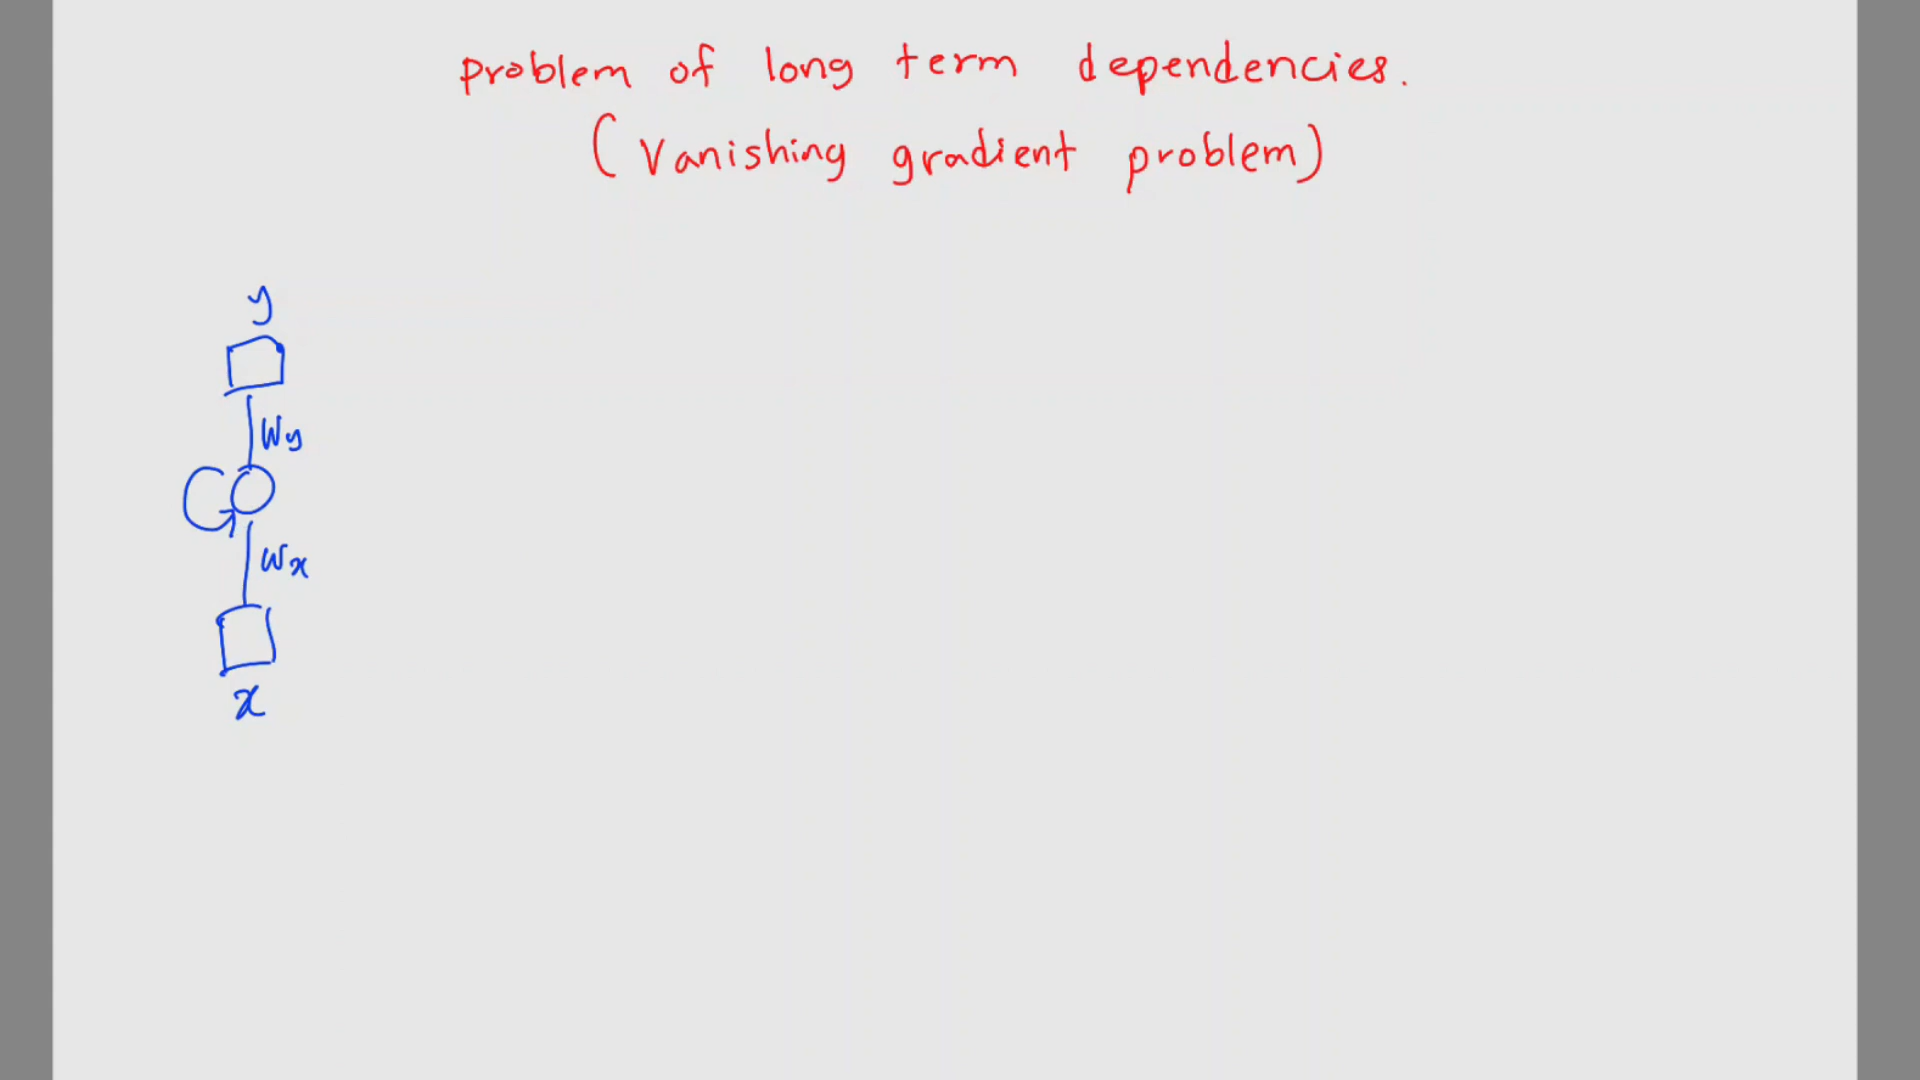 problem of long term dependencies.
(Vanishing gradient problem)
y
Wy
Wx
x